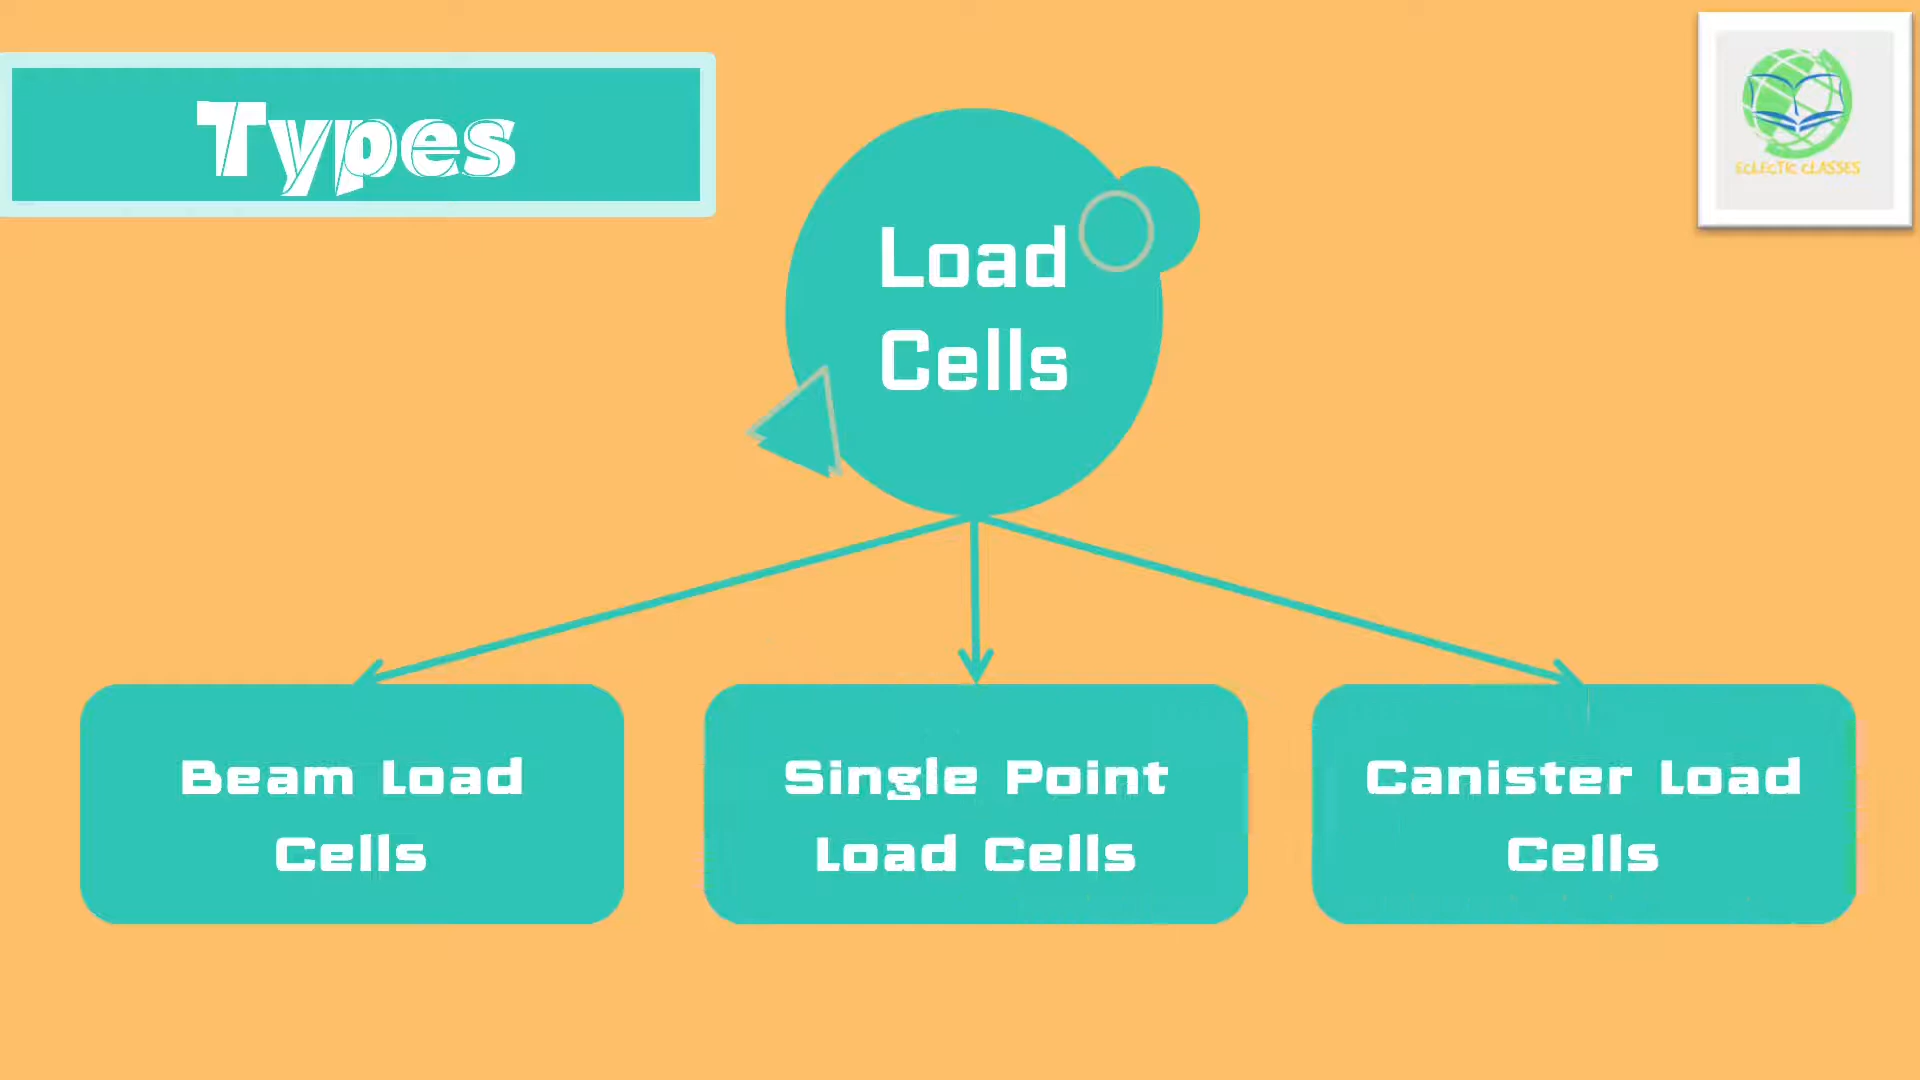 Types
ECLECTIC CLASSES
Load
Cells
Beam Load
Cells
Single Point
Load Cells
Canister Load
Cells